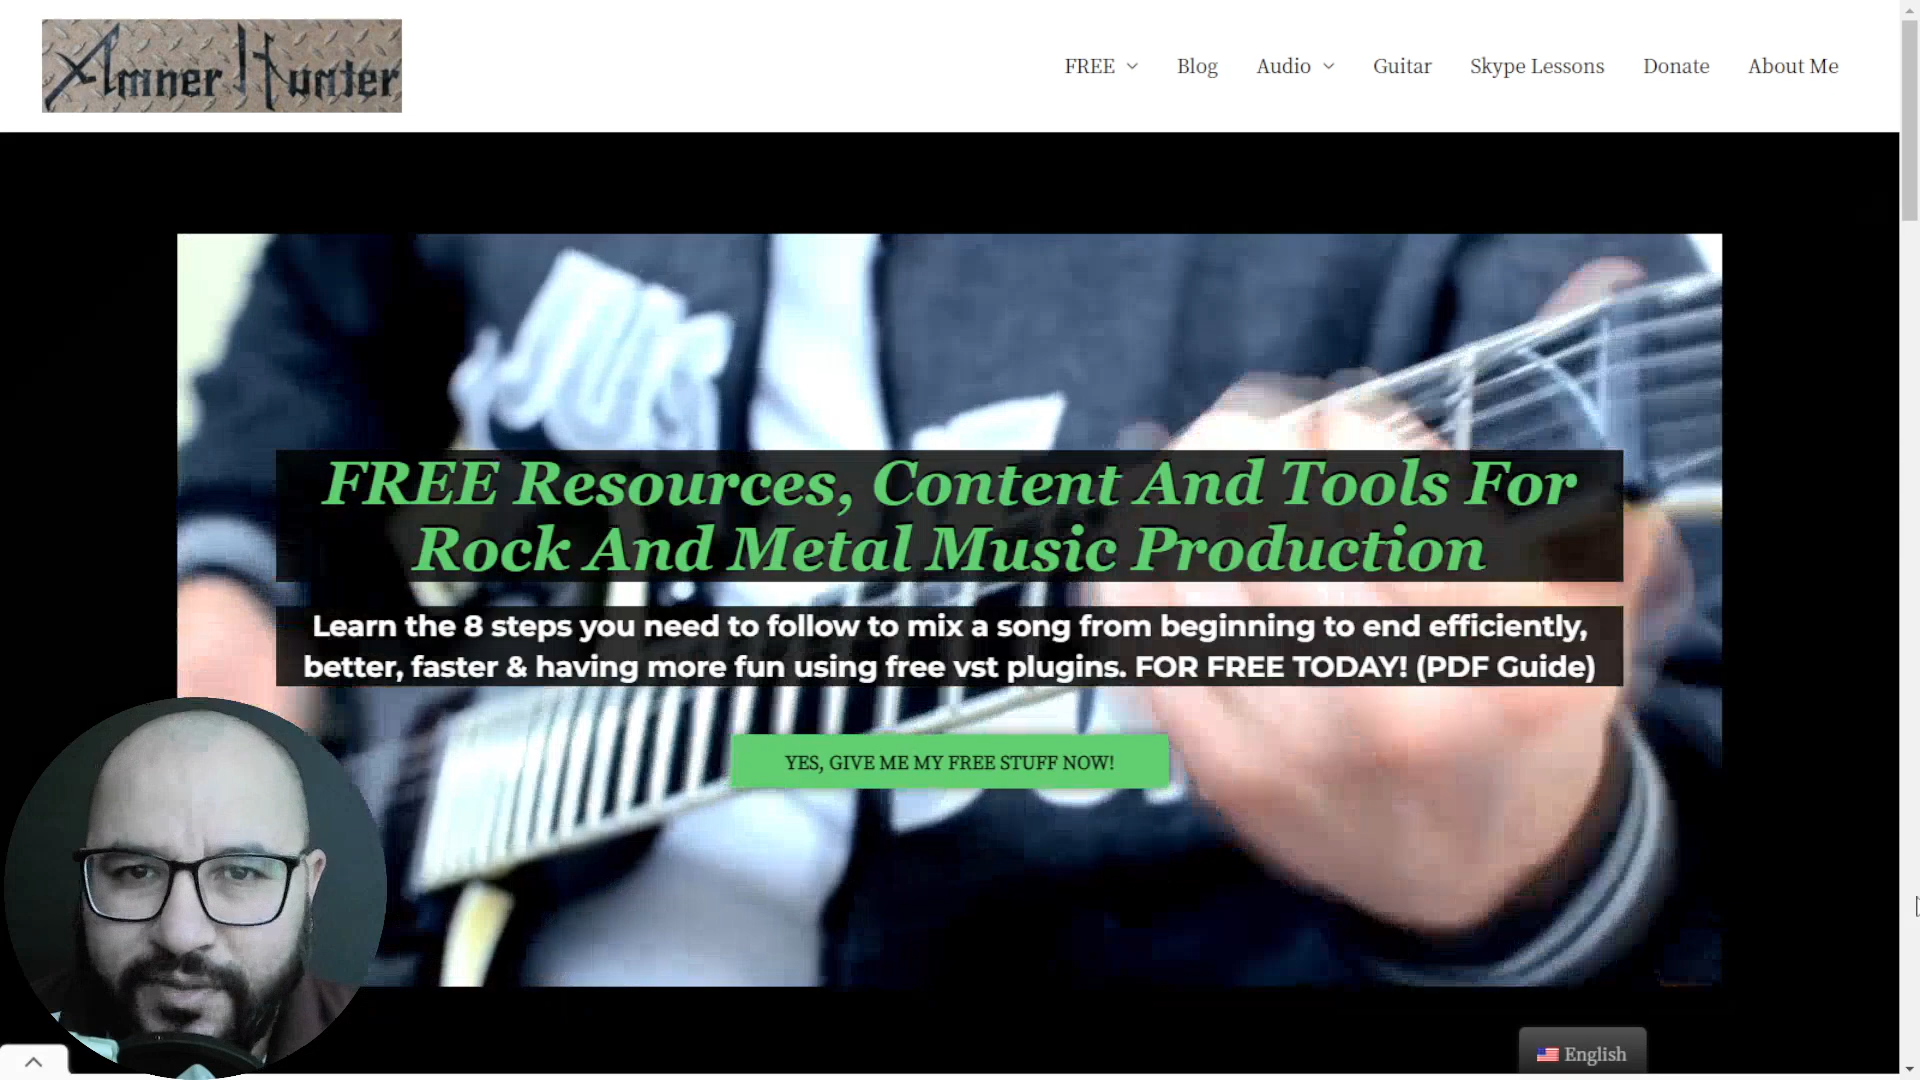 Amner Hunter
FREE Blog Audio Guitar Skype Lessons Donate About Me
FREE Resources, Content And Tools For
Rock And Metal Music Production
Learn the 8 steps you need to follow to mix a song from beginning to end efficiently,
better, faster & having more fun using free vst plugins. FOR FREE TODAY! (PDF Guide)
YES, GIVE ME MY FREE STUFF NOW!
English